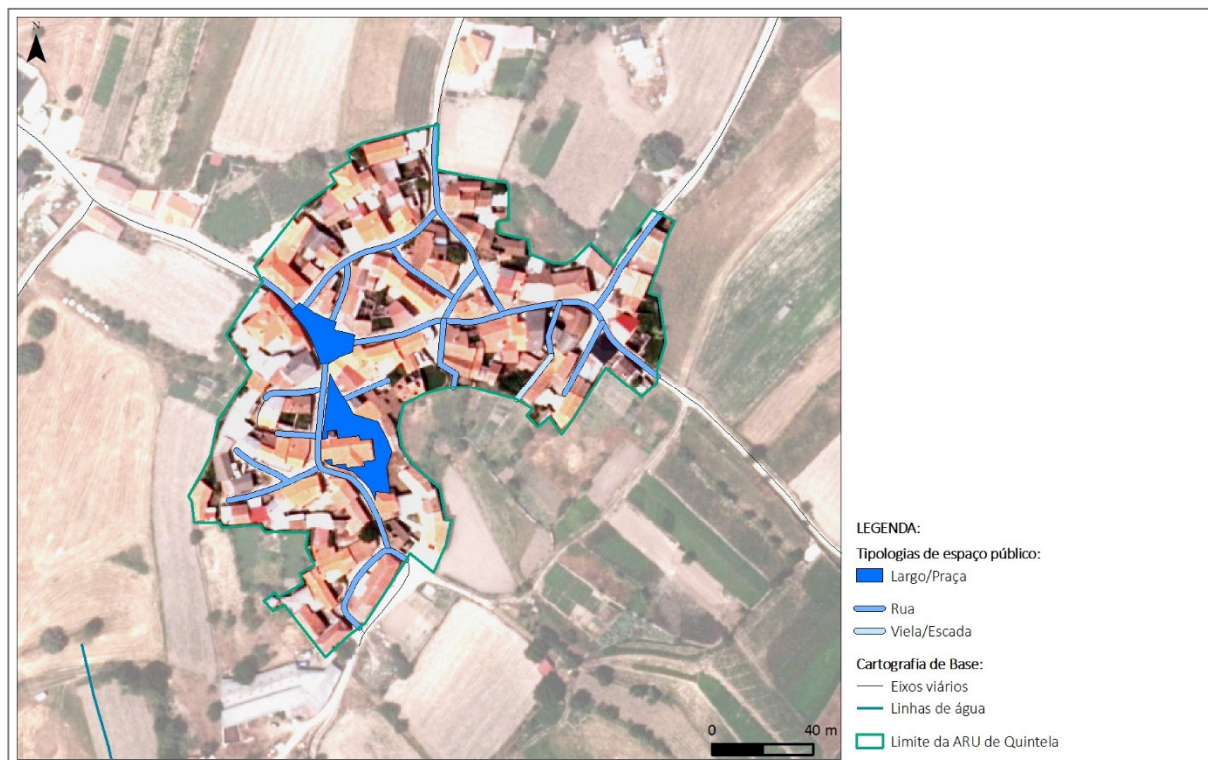 N
LEGENDA:
Tipologias de espaço público:
Largo/Praça
Rua
Viela/Escada
Cartografia de Base:
Eixos viários
Linhas de água
0 40 m
Limite da ARU de Quintela